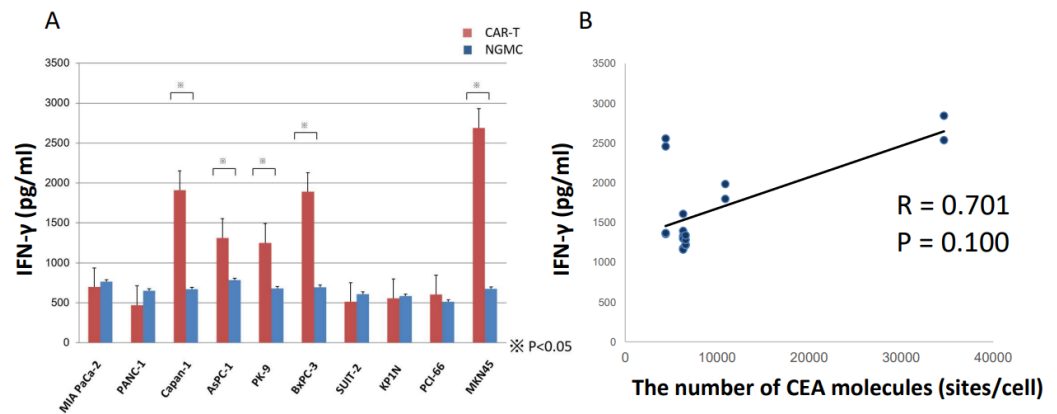 A
CAR-T
NGMC
IFN-γ (pg/ml)
3500
3000
2500
2000
1500
1000
500
0
※
※
※
※
※
MIA PaCa-2
PANC-1
Capan-1
AsPC-1
PK-9
BxPC-3
SUIT-2
KP1N
PCI-66
MKN45
※ P<0.05
B
IFN-γ (pg/ml)
3500
3000
2500
2000
1500
1000
500
0
R = 0.701
P = 0.100
0 10000 20000 30000 40000
The number of CEA molecules (sites/cell)